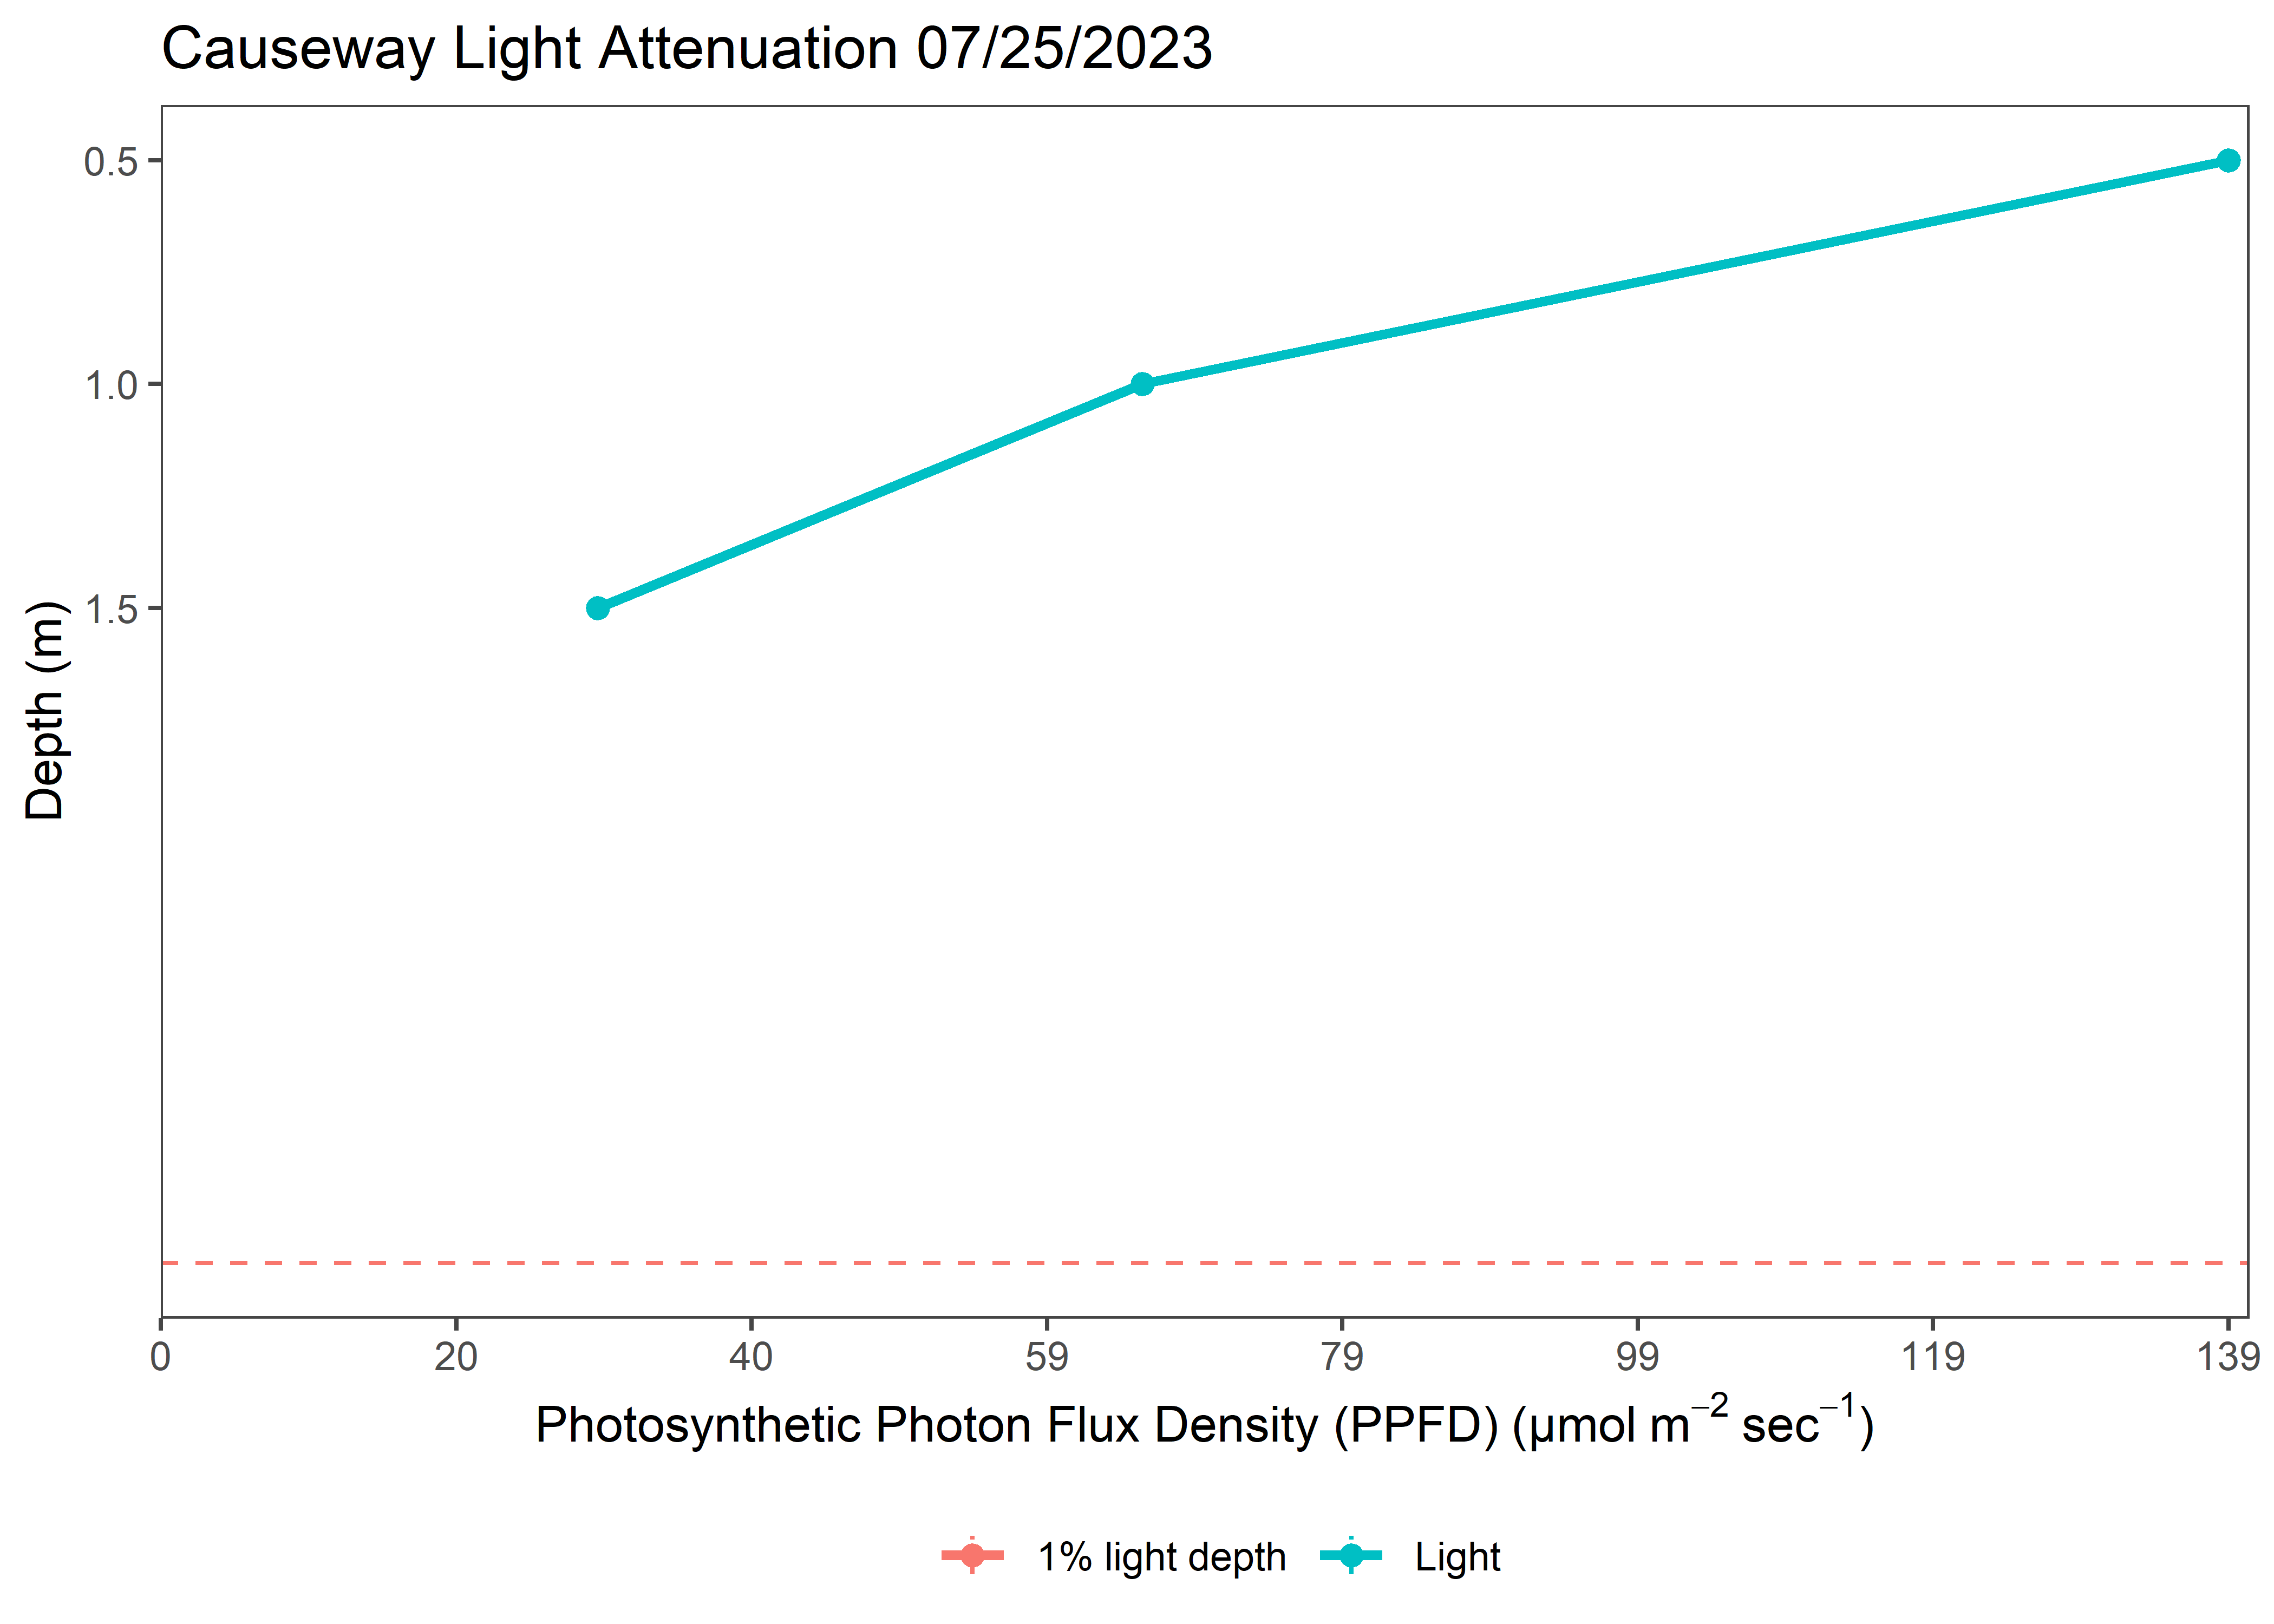 Causeway Light Attenuation 07/25/2023
0.5
1.0
1.5
Depth (m)
0 20 40 59 79 99 119 139
Photosynthetic Photon Flux Density (PPFD) (μmol m⁻² sec⁻¹)
1% light depth Light